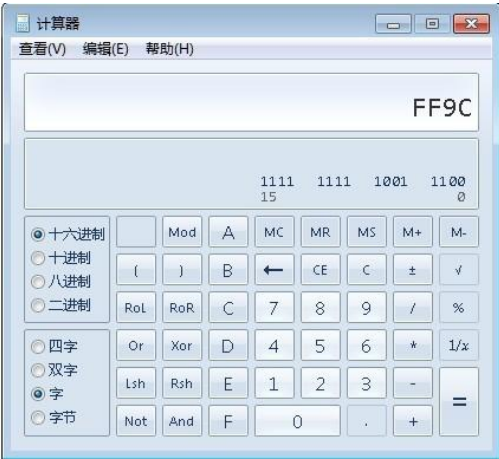 计算器
查看(V) 编辑(E) 帮助(H)
FF9C
1111 1111 1001 1100
15 0
十六进制 Mod A MC MR MS M+ M-
十进制 ( ) B ← CE C ± √
八进制
二进制 RoL RoR C 7 8 9 / %
四字 Or Xor D 4 5 6 * 1/x
双字
字 Lsh Rsh E 1 2 3 - =
字节 Not And F 0 . +